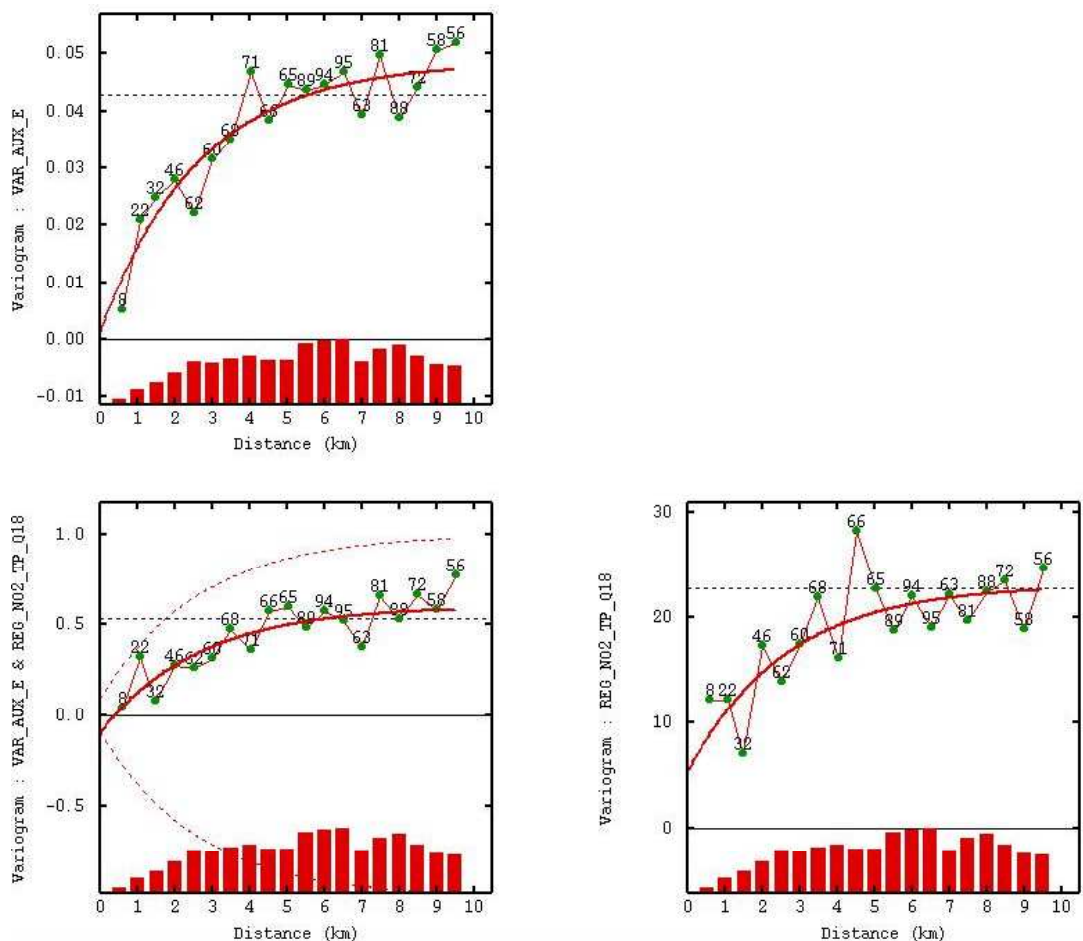 Variogram : VAR_AUX_E
0.05
0.04
0.03
0.02
0.01
0.00
-0.01
8 22 32 46 62 60 68 71 66 65 89 94 95 63 81 88 72 58 56
0 1 2 3 4 5 6 7 8 9 10
Distance (km)
Variogram : VAR_AUX_E & REG_NO2_TP_Q18
1.0
0.5
0.0
-0.5
8 22 32 46 62 60 68 71 66 65 89 94 95 63 81 88 72 58 56
0 1 2 3 4 5 6 7 8 9 10
Distance (km)
Variogram : REG_NO2_TP_Q18
30
20
10
0
8 22 32 46 62 60 68 71 66 65 89 94 95 63 81 88 72 58 56
0 1 2 3 4 5 6 7 8 9 10
Distance (km)